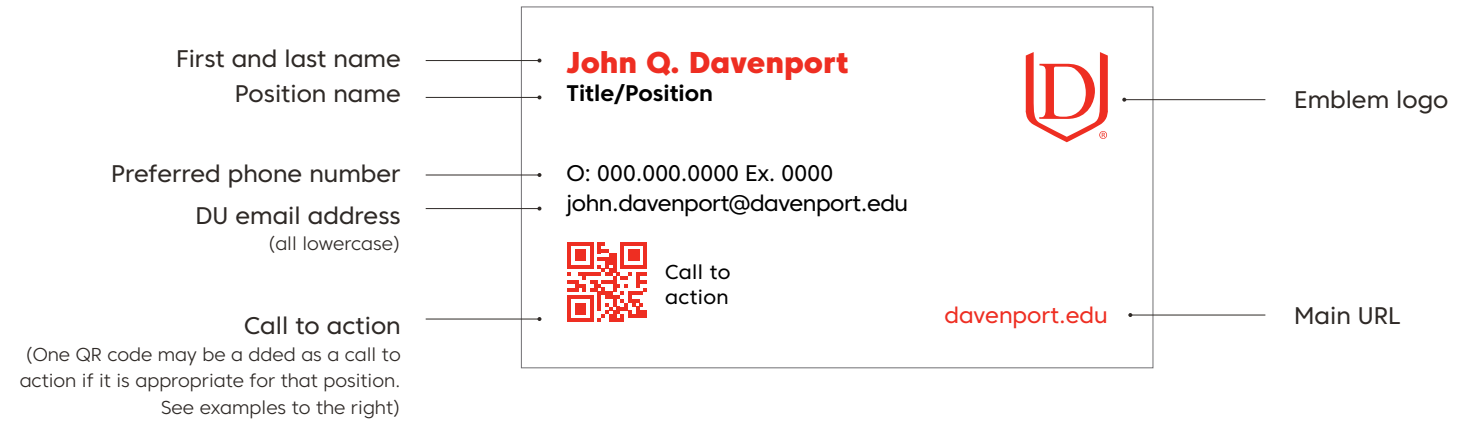 First and last name
Position name
Preferred phone number
DU email address
(all lowercase)
Call to action
(One QR code may be a dded as a call to
action if it is appropriate for that position.
See examples to the right)
John Q. Davenport
Title/Position
O: 000.000.0000 Ex. 0000
john.davenport@davenport.edu
Call to
action
D
®
davenport.edu
Emblem logo
Main URL